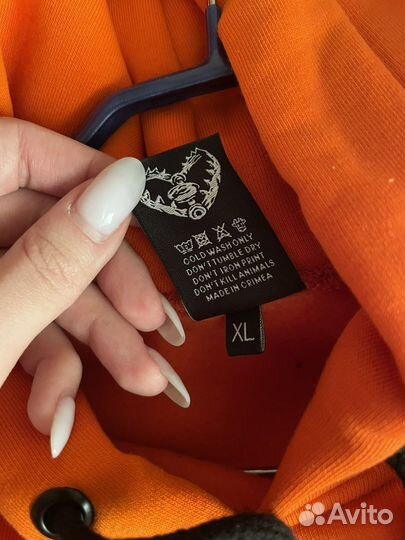 COLD WASH ONLY
DON'T TUMBLE DRY
DON'T IRON PRINT
DON'T KILL ANIMALS
MADE IN CRIMEA
XL
Avito